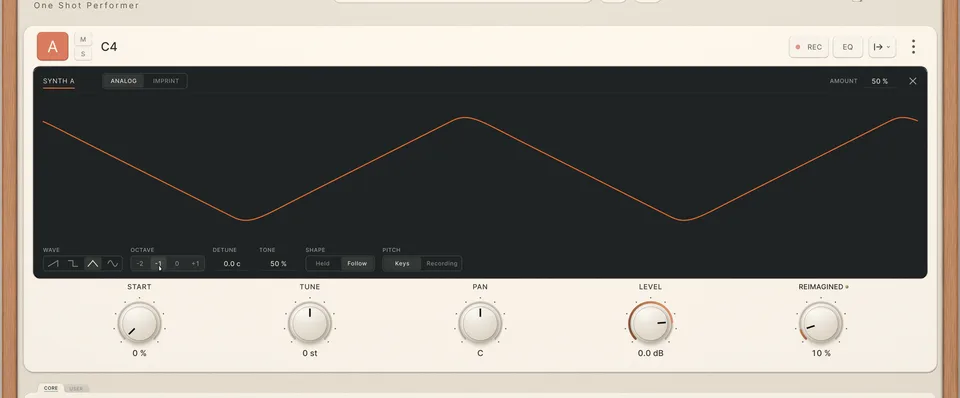 One Shot Performer
A M S C4 REC EQ
SYNTH A ANALOG IMPRINT AMOUNT 50 %
WAVE OCTAVE DETUNE TONE SHAPE PITCH
-2 -1 0 +1 0.0 c 50 % Held Follow Keys Recording
START TUNE PAN LEVEL REIMAGINED
0 % 0 st C 0.0 dB 10 %
CORE